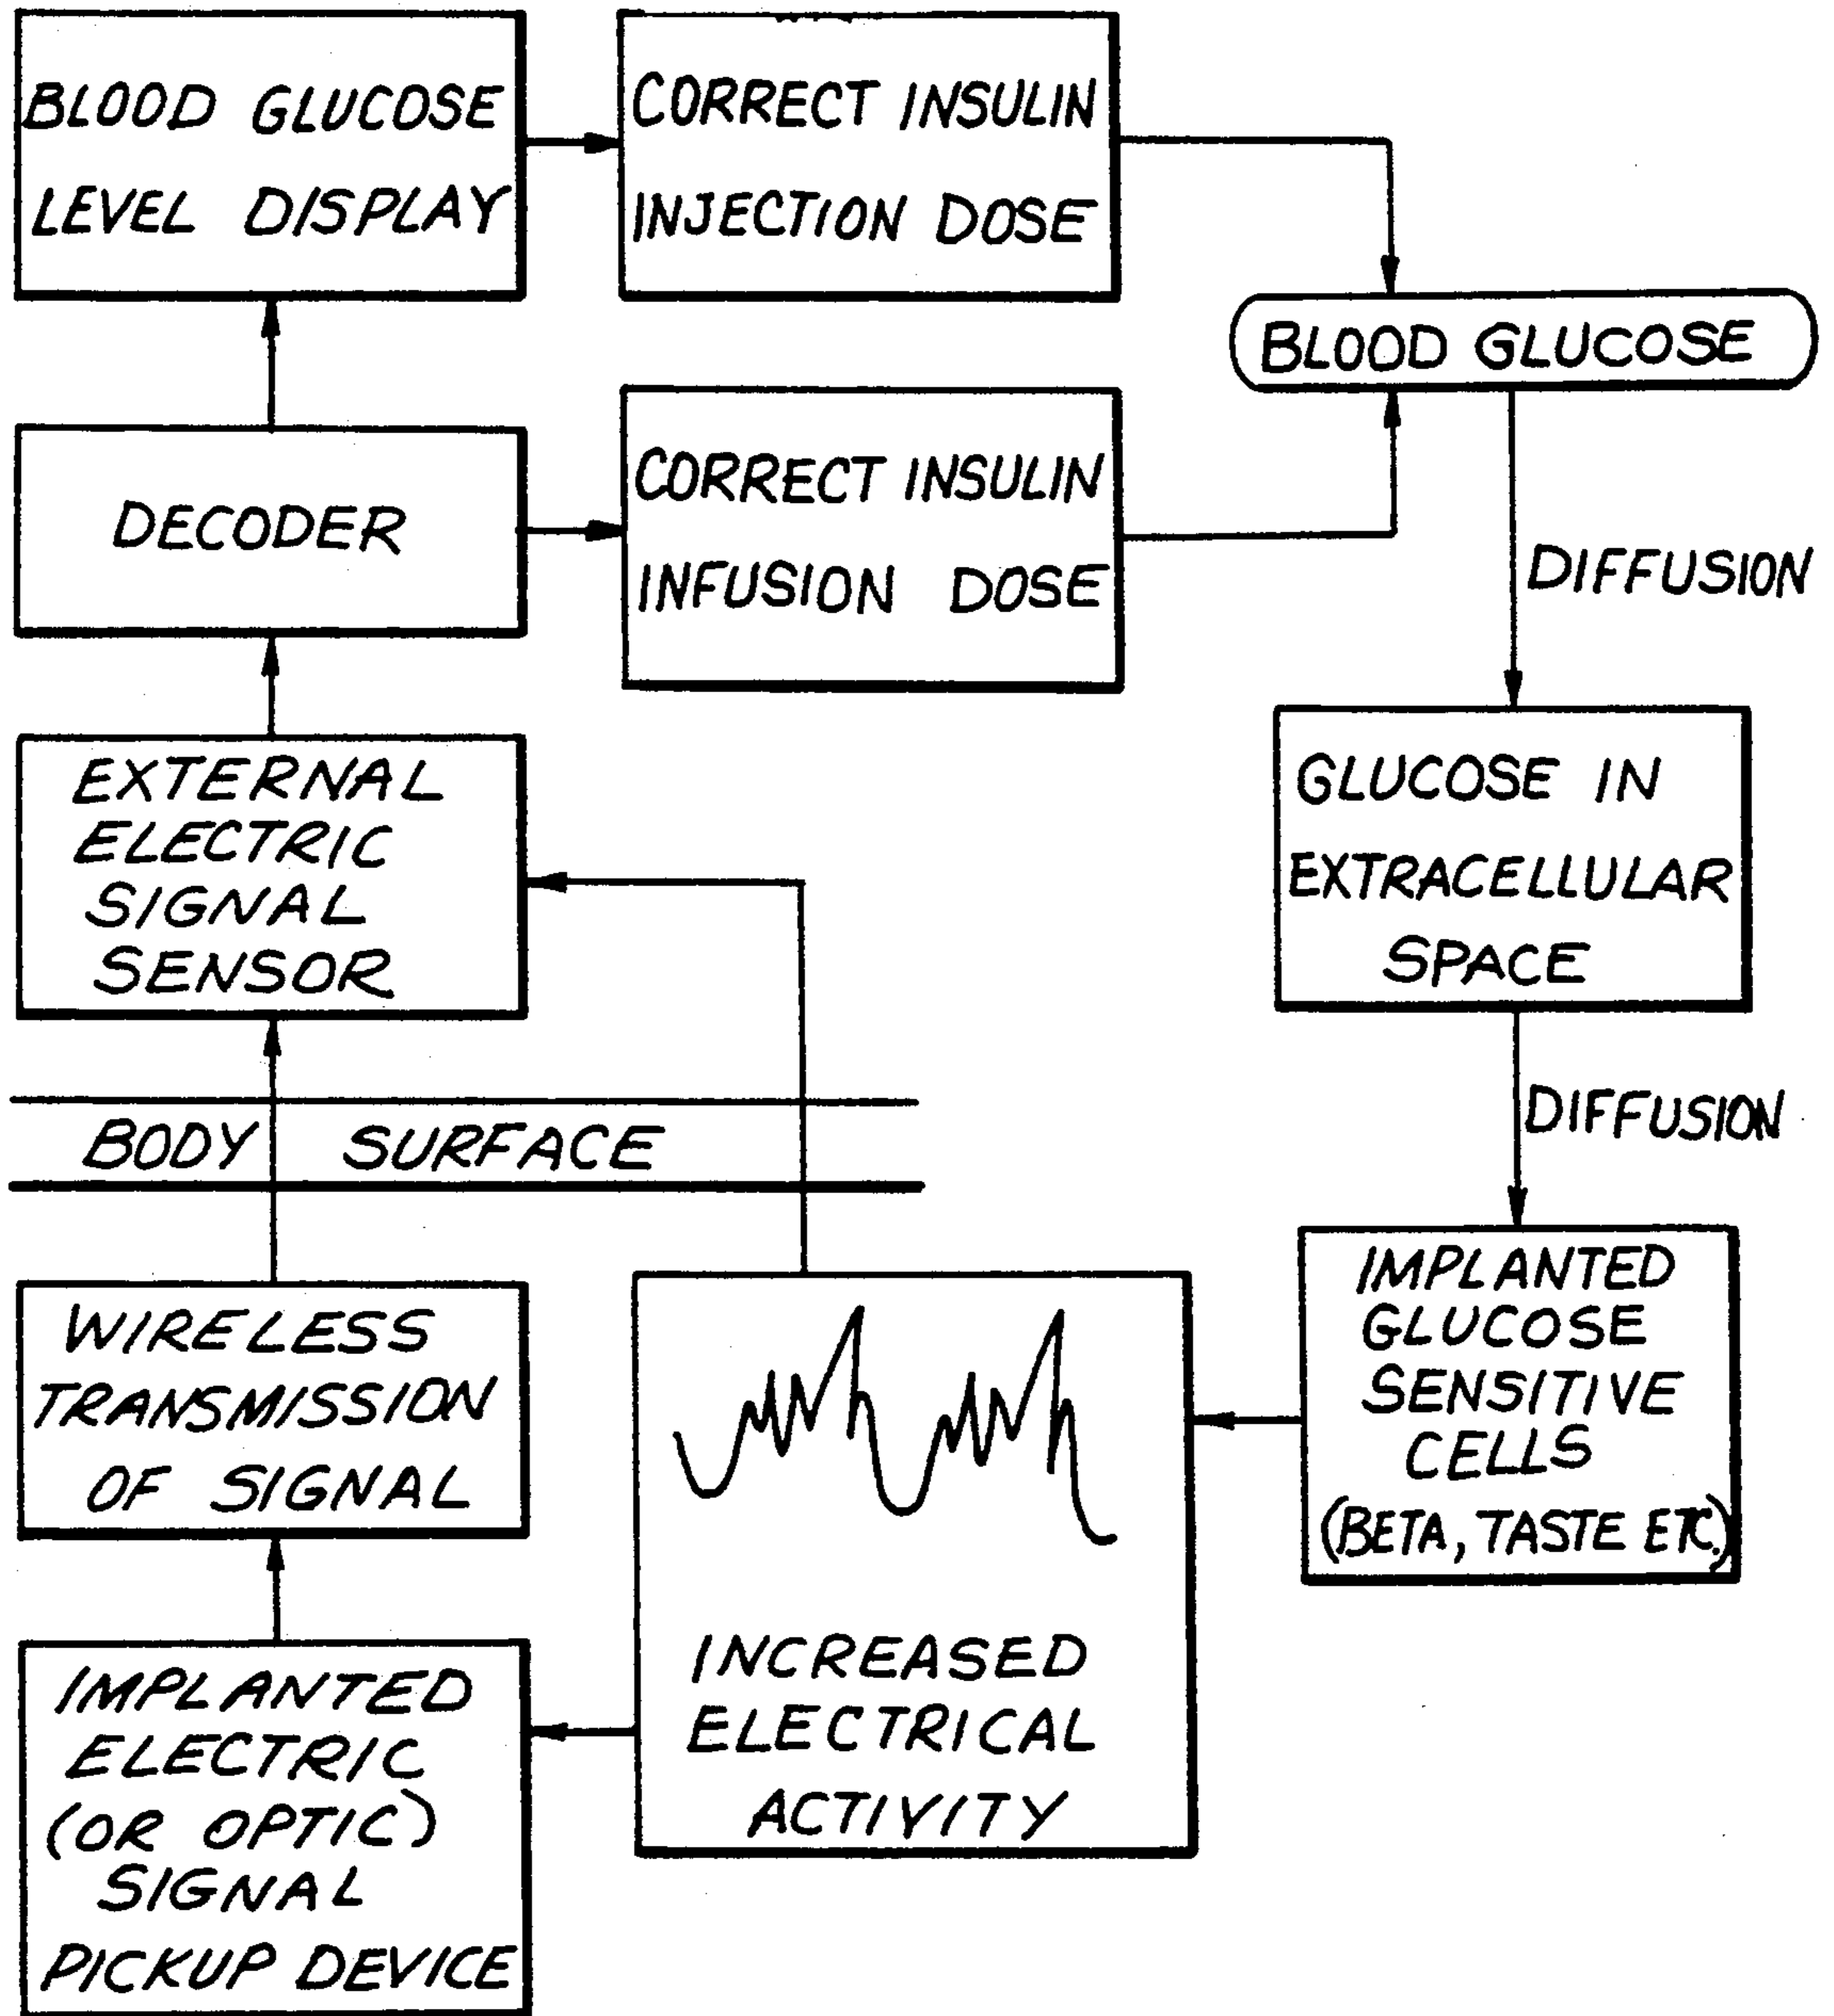 BLOOD GLUCOSE
LEVEL DISPLAY
CORRECT INSULIN
INJECTION DOSE
BLOOD GLUCOSE
DECODER
CORRECT INSULIN
INFUSION DOSE
DIFFUSION
EXTERNAL
ELECTRIC
SIGNAL
SENSOR
GLUCOSE IN
EXTRACELLULAR
SPACE
DIFFUSION
BODY SURFACE
WIRELESS
TRANSMISSION
OF SIGNAL
IMPLANTED
GLUCOSE
SENSITIVE
CELLS
(BETA, TASTE ETC.)
INCREASED
ELECTRICAL
ACTIVITY
IMPLANTED
ELECTRIC
(OR OPTIC)
SIGNAL
PICKUP DEVICE